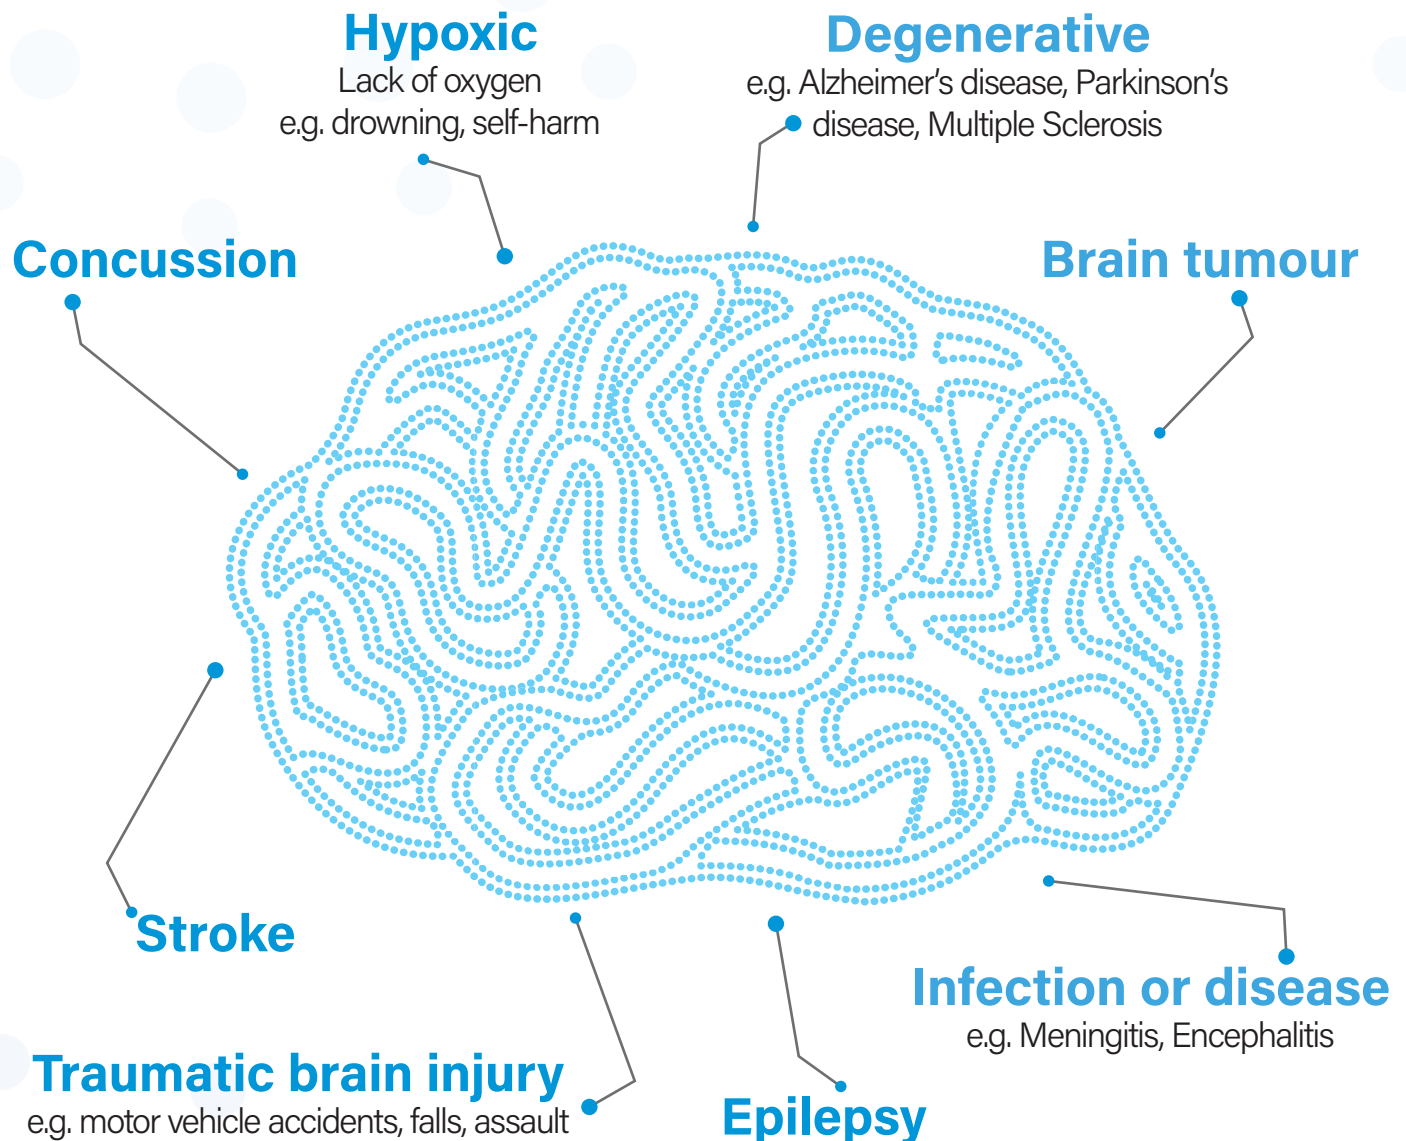 Hypoxic
Lack of oxygen
e.g. drowning, self-harm
Degenerative
e.g. Alzheimer's disease, Parkinson's
disease, Multiple Sclerosis
Concussion
Brain tumour
Stroke
Infection or disease
e.g. Meningitis, Encephalitis
Traumatic brain injury
e.g. motor vehicle accidents, falls, assault
Epilepsy